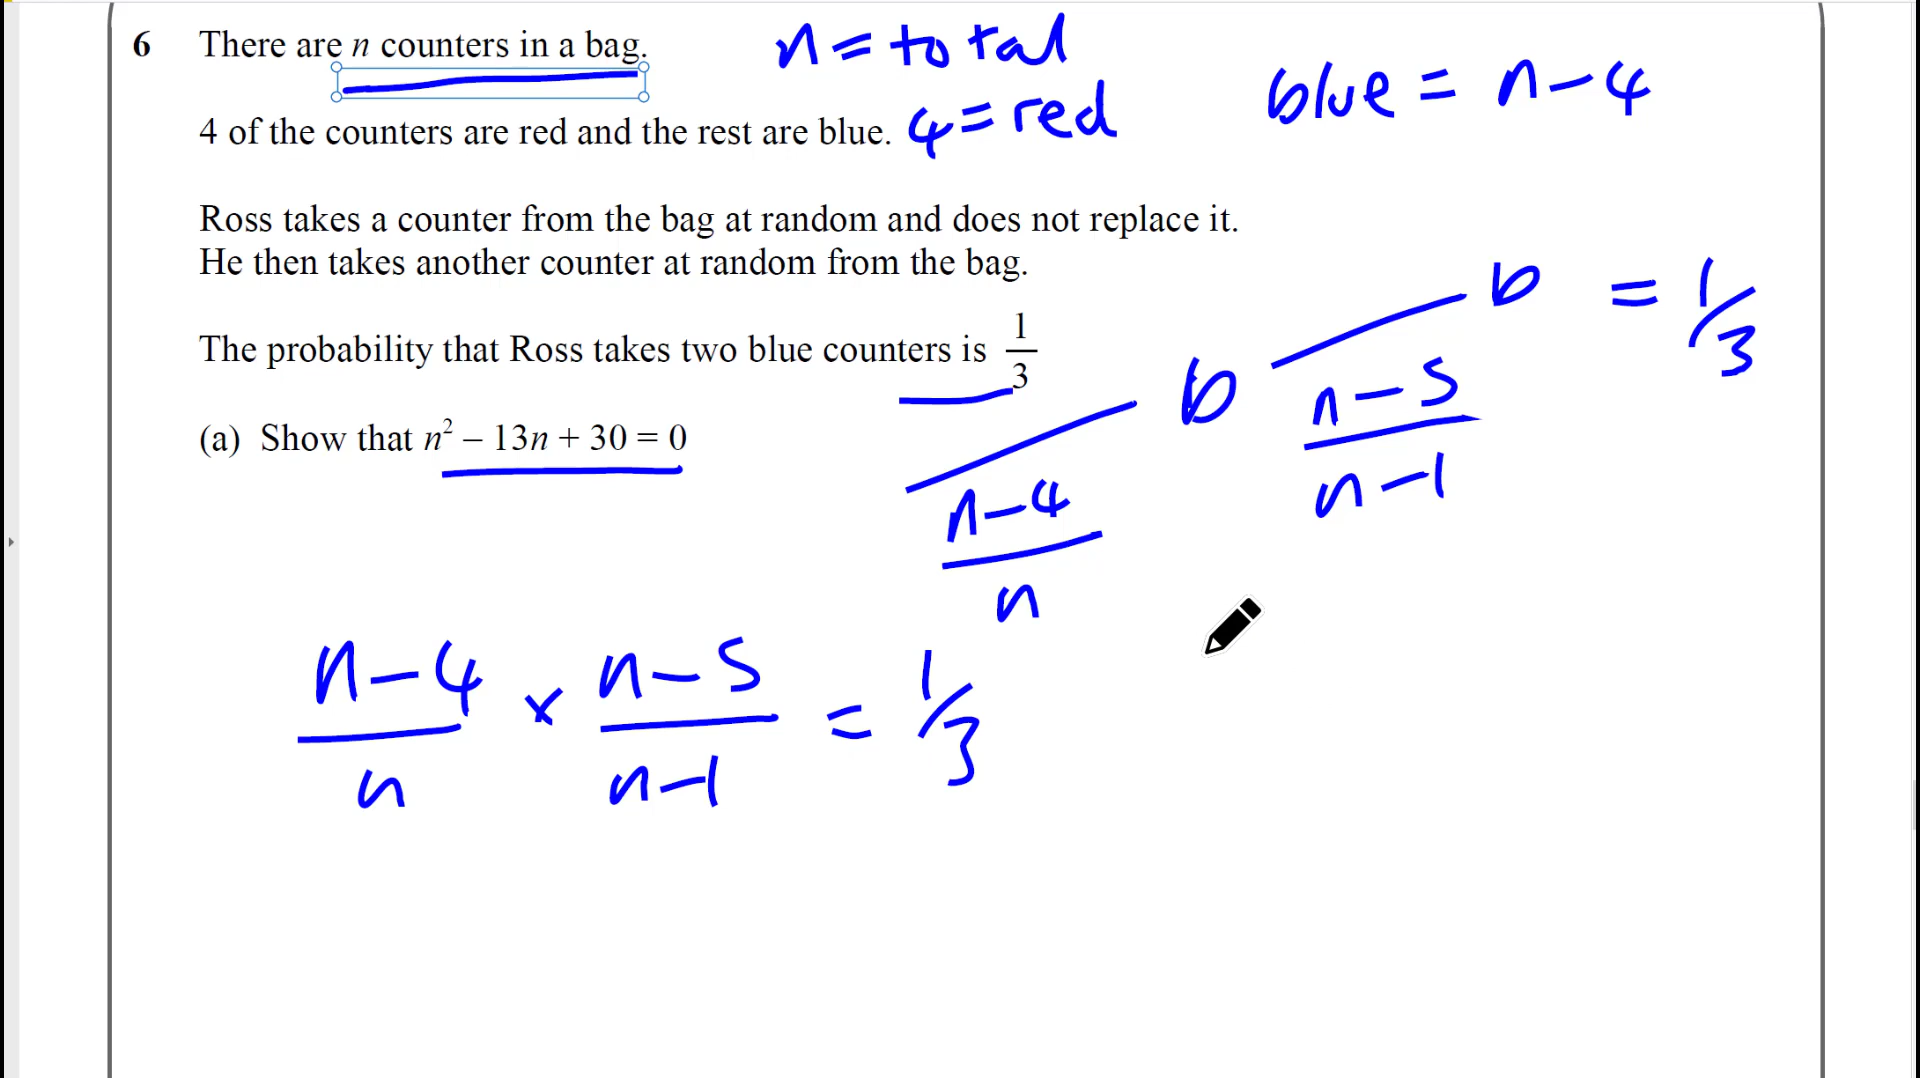 6 There are n counters in a bag.
n = total
blue = n - 4
4 of the counters are red and the rest are blue.
4 = red
Ross takes a counter from the bag at random and does not replace it.
He then takes another counter at random from the bag.
The probability that Ross takes two blue counters is 1/3
b = 1/3
b
n - 5
n - 1
(a) Show that n² – 13n + 30 = 0
n - 4
n
n - 4 / n × n - 5 / n - 1 = 1/3